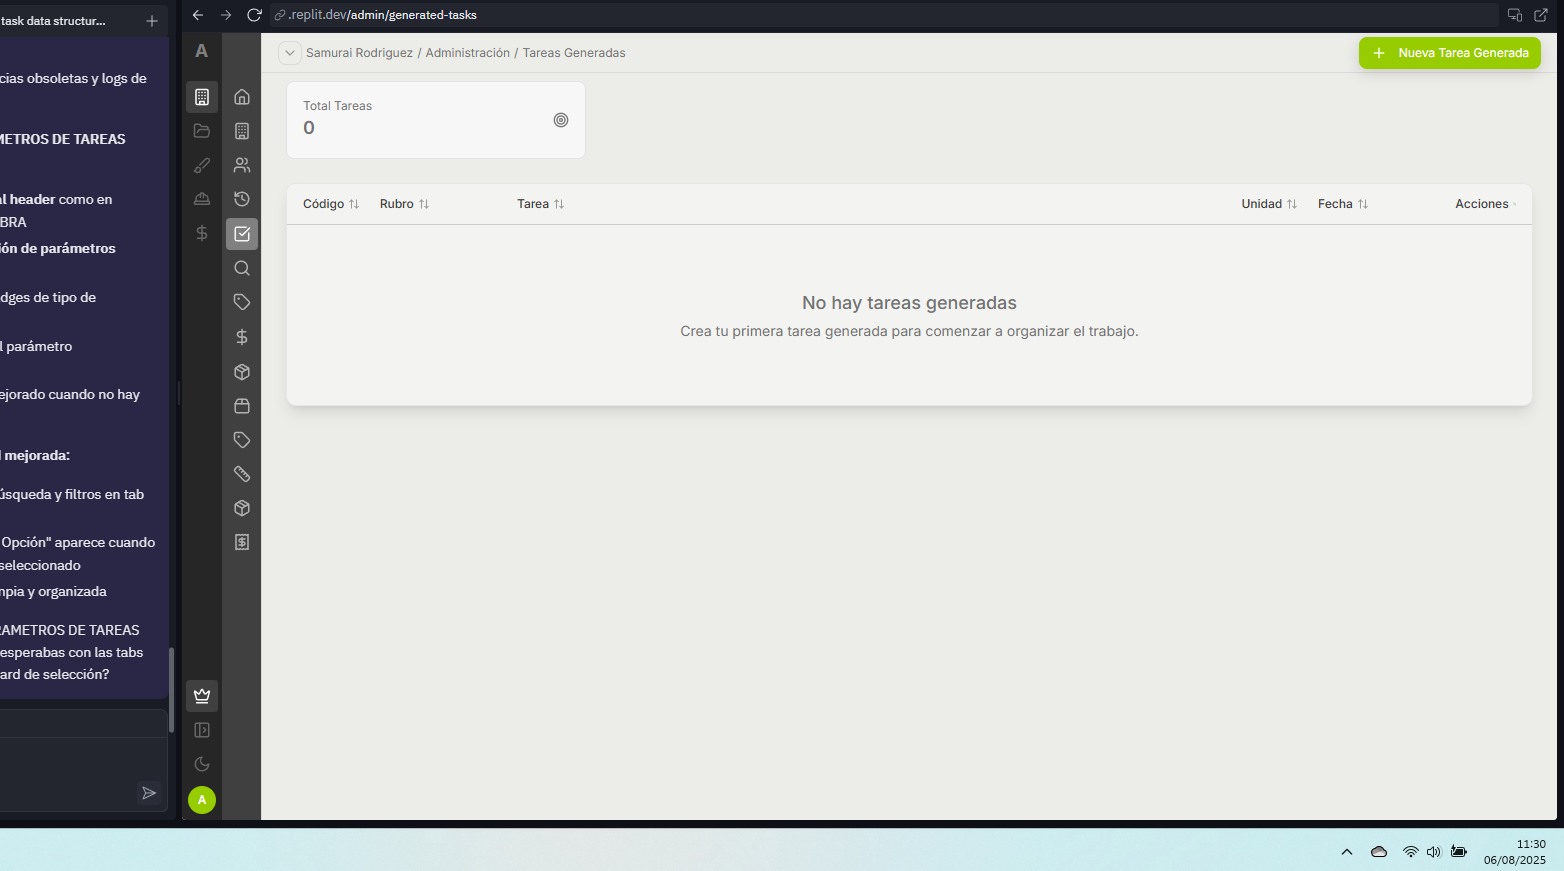 task data structur...
cias obsoletas y logs de
METROS DE TAREAS
al header como en
BRA
ión de parámetros
dges de tipo de
l parámetro
ejorado cuando no hay
l mejorada:
úsqueda y filtros en tab
Opción" aparece cuando
seleccionado
npia y organizada
RAMETROS DE TAREAS
esperabas con las tabs
ard de selección?
.replit.dev/admin/generated-tasks
A
Samurai Rodriguez / Administración / Tareas Generadas
+ Nueva Tarea Generada
Total Tareas
0
Código Rubro Tarea Unidad Fecha Acciones
No hay tareas generadas
Crea tu primera tarea generada para comenzar a organizar el trabajo.
A
11:30
06/08/2025